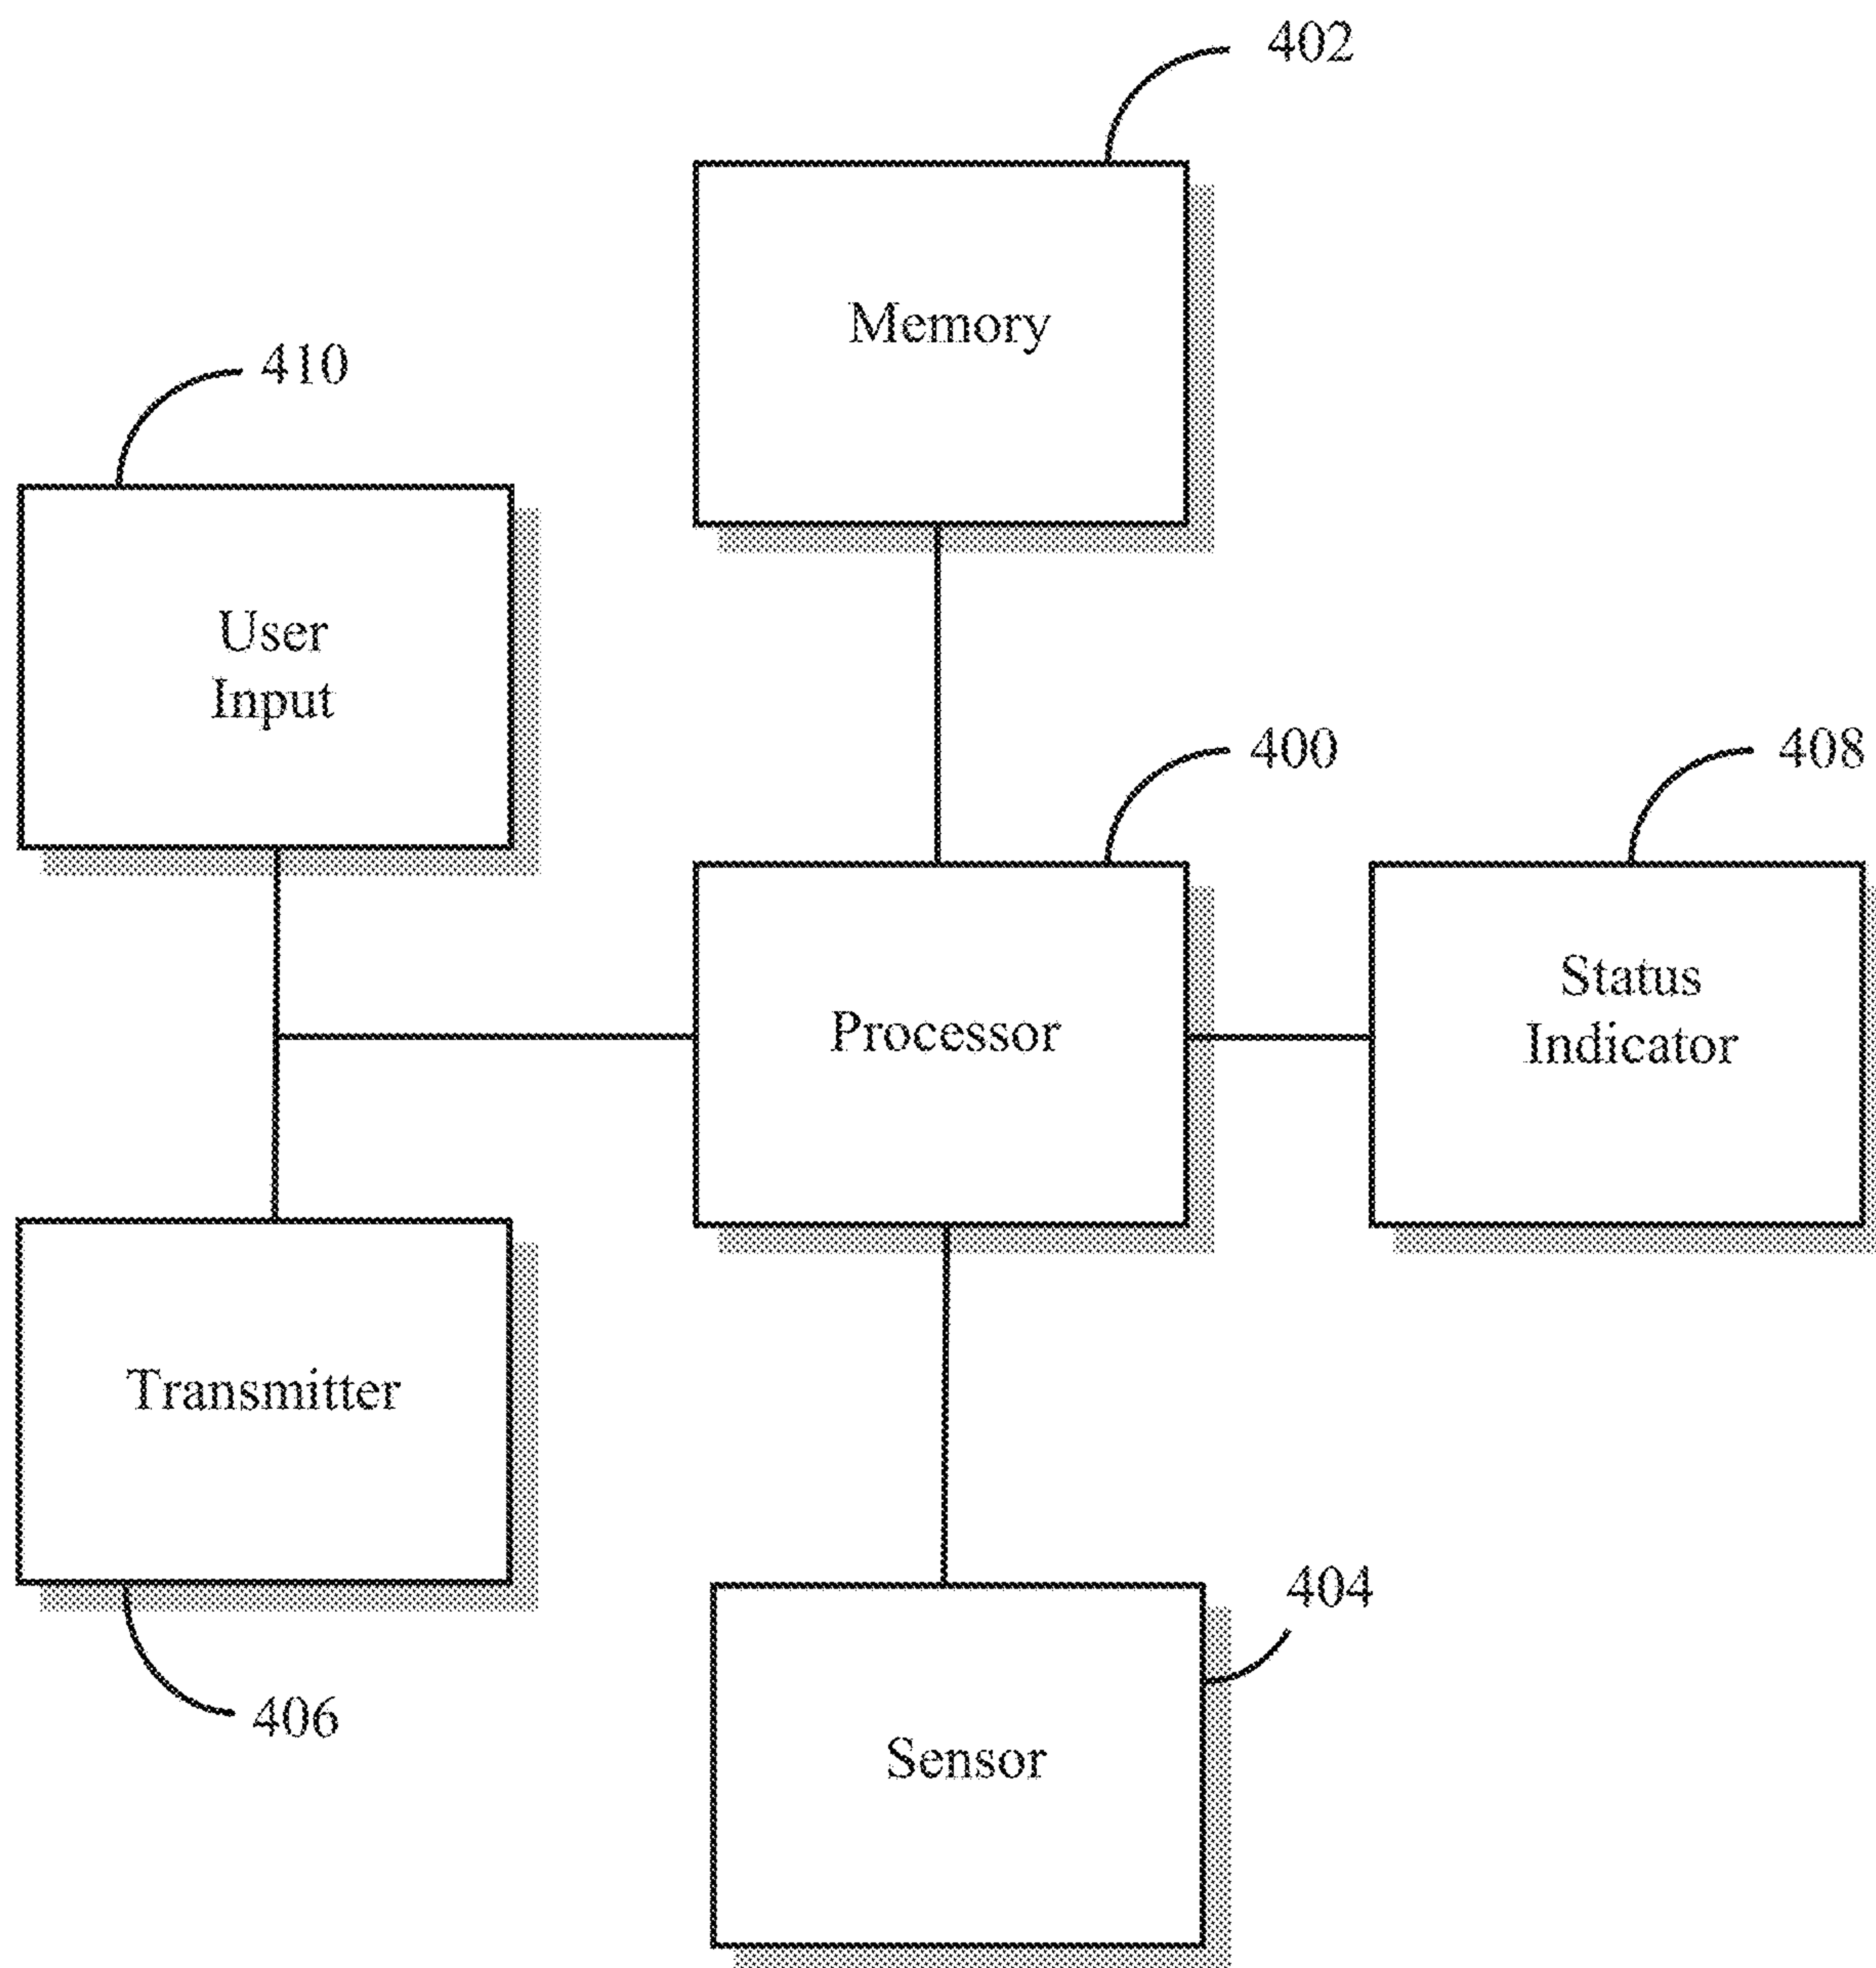 402
Memory
410
User
Input
400
408
Processor
Status
Indicator
Transmitter
404
406
Sensor